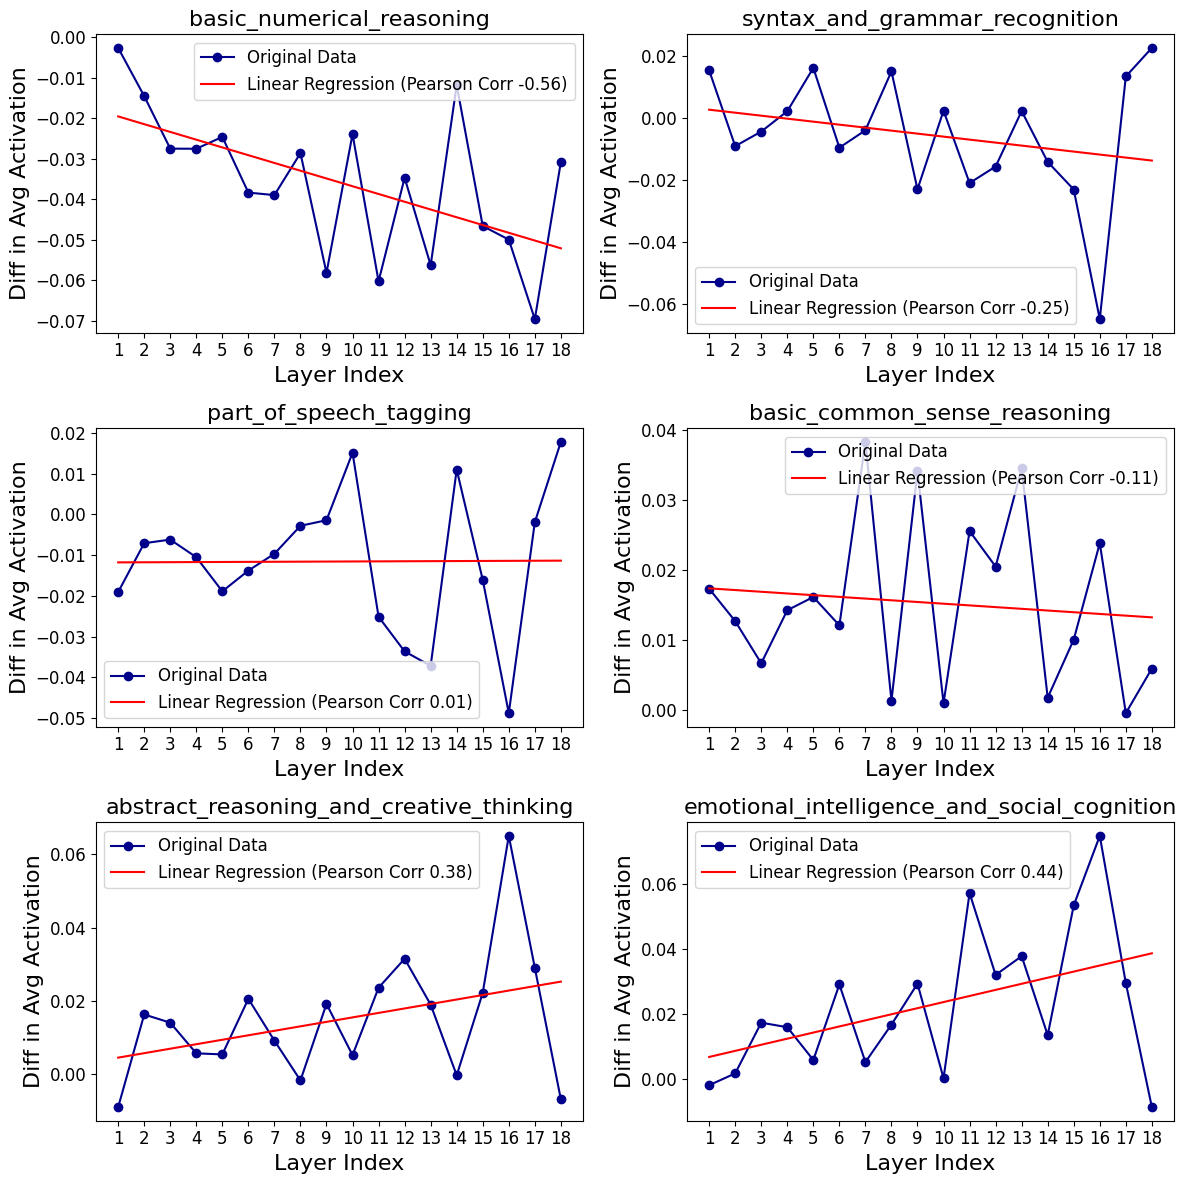 basic_numerical_reasoning
Original Data
Linear Regression (Pearson Corr -0.56)
Diff in Avg Activation
0.00
−0.01
−0.02
−0.03
−0.04
−0.05
−0.06
−0.07
1 2 3 4 5 6 7 8 9 10 11 12 13 14 15 16 17 18
Layer Index
syntax_and_grammar_recognition
Diff in Avg Activation
0.02
0.00
−0.02
−0.04
−0.06
Original Data
Linear Regression (Pearson Corr -0.25)
1 2 3 4 5 6 7 8 9 10 11 12 13 14 15 16 17 18
Layer Index
part_of_speech_tagging
Diff in Avg Activation
0.02
0.01
0.00
−0.01
−0.02
−0.03
−0.04
−0.05
Original Data
Linear Regression (Pearson Corr 0.01)
1 2 3 4 5 6 7 8 9 10 11 12 13 14 15 16 17 18
Layer Index
basic_common_sense_reasoning
Original Data
Linear Regression (Pearson Corr -0.11)
Diff in Avg Activation
0.04
0.03
0.02
0.01
0.00
1 2 3 4 5 6 7 8 9 10 11 12 13 14 15 16 17 18
Layer Index
abstract_reasoning_and_creative_thinking
Original Data
Linear Regression (Pearson Corr 0.38)
Diff in Avg Activation
0.06
0.04
0.02
0.00
1 2 3 4 5 6 7 8 9 10 11 12 13 14 15 16 17 18
Layer Index
emotional_intelligence_and_social_cognition
Original Data
Linear Regression (Pearson Corr 0.44)
Diff in Avg Activation
0.06
0.04
0.02
0.00
1 2 3 4 5 6 7 8 9 10 11 12 13 14 15 16 17 18
Layer Index